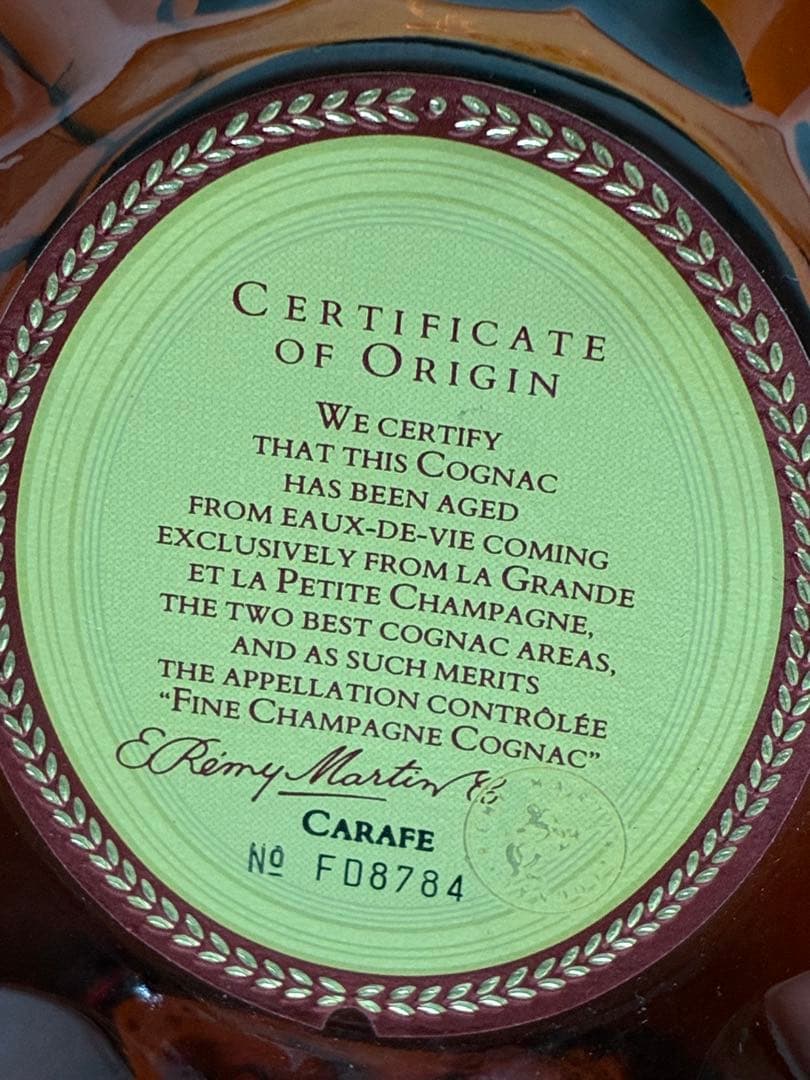 CERTIFICATE
OF ORIGIN
WE CERTIFY
THAT THIS COGNAC
HAS BEEN AGED
FROM EAUX-DE-VIE COMING
EXCLUSIVELY FROM LA GRANDE
ET LA PETITE CHAMPAGNE,
THE TWO BEST COGNAC AREAS,
AND AS SUCH MERITS
THE APPELLATION CONTRÔLÉE
“FINE CHAMPAGNE COGNAC”
E. Rémy Martin & Co
CARAFE
Nº FD8784